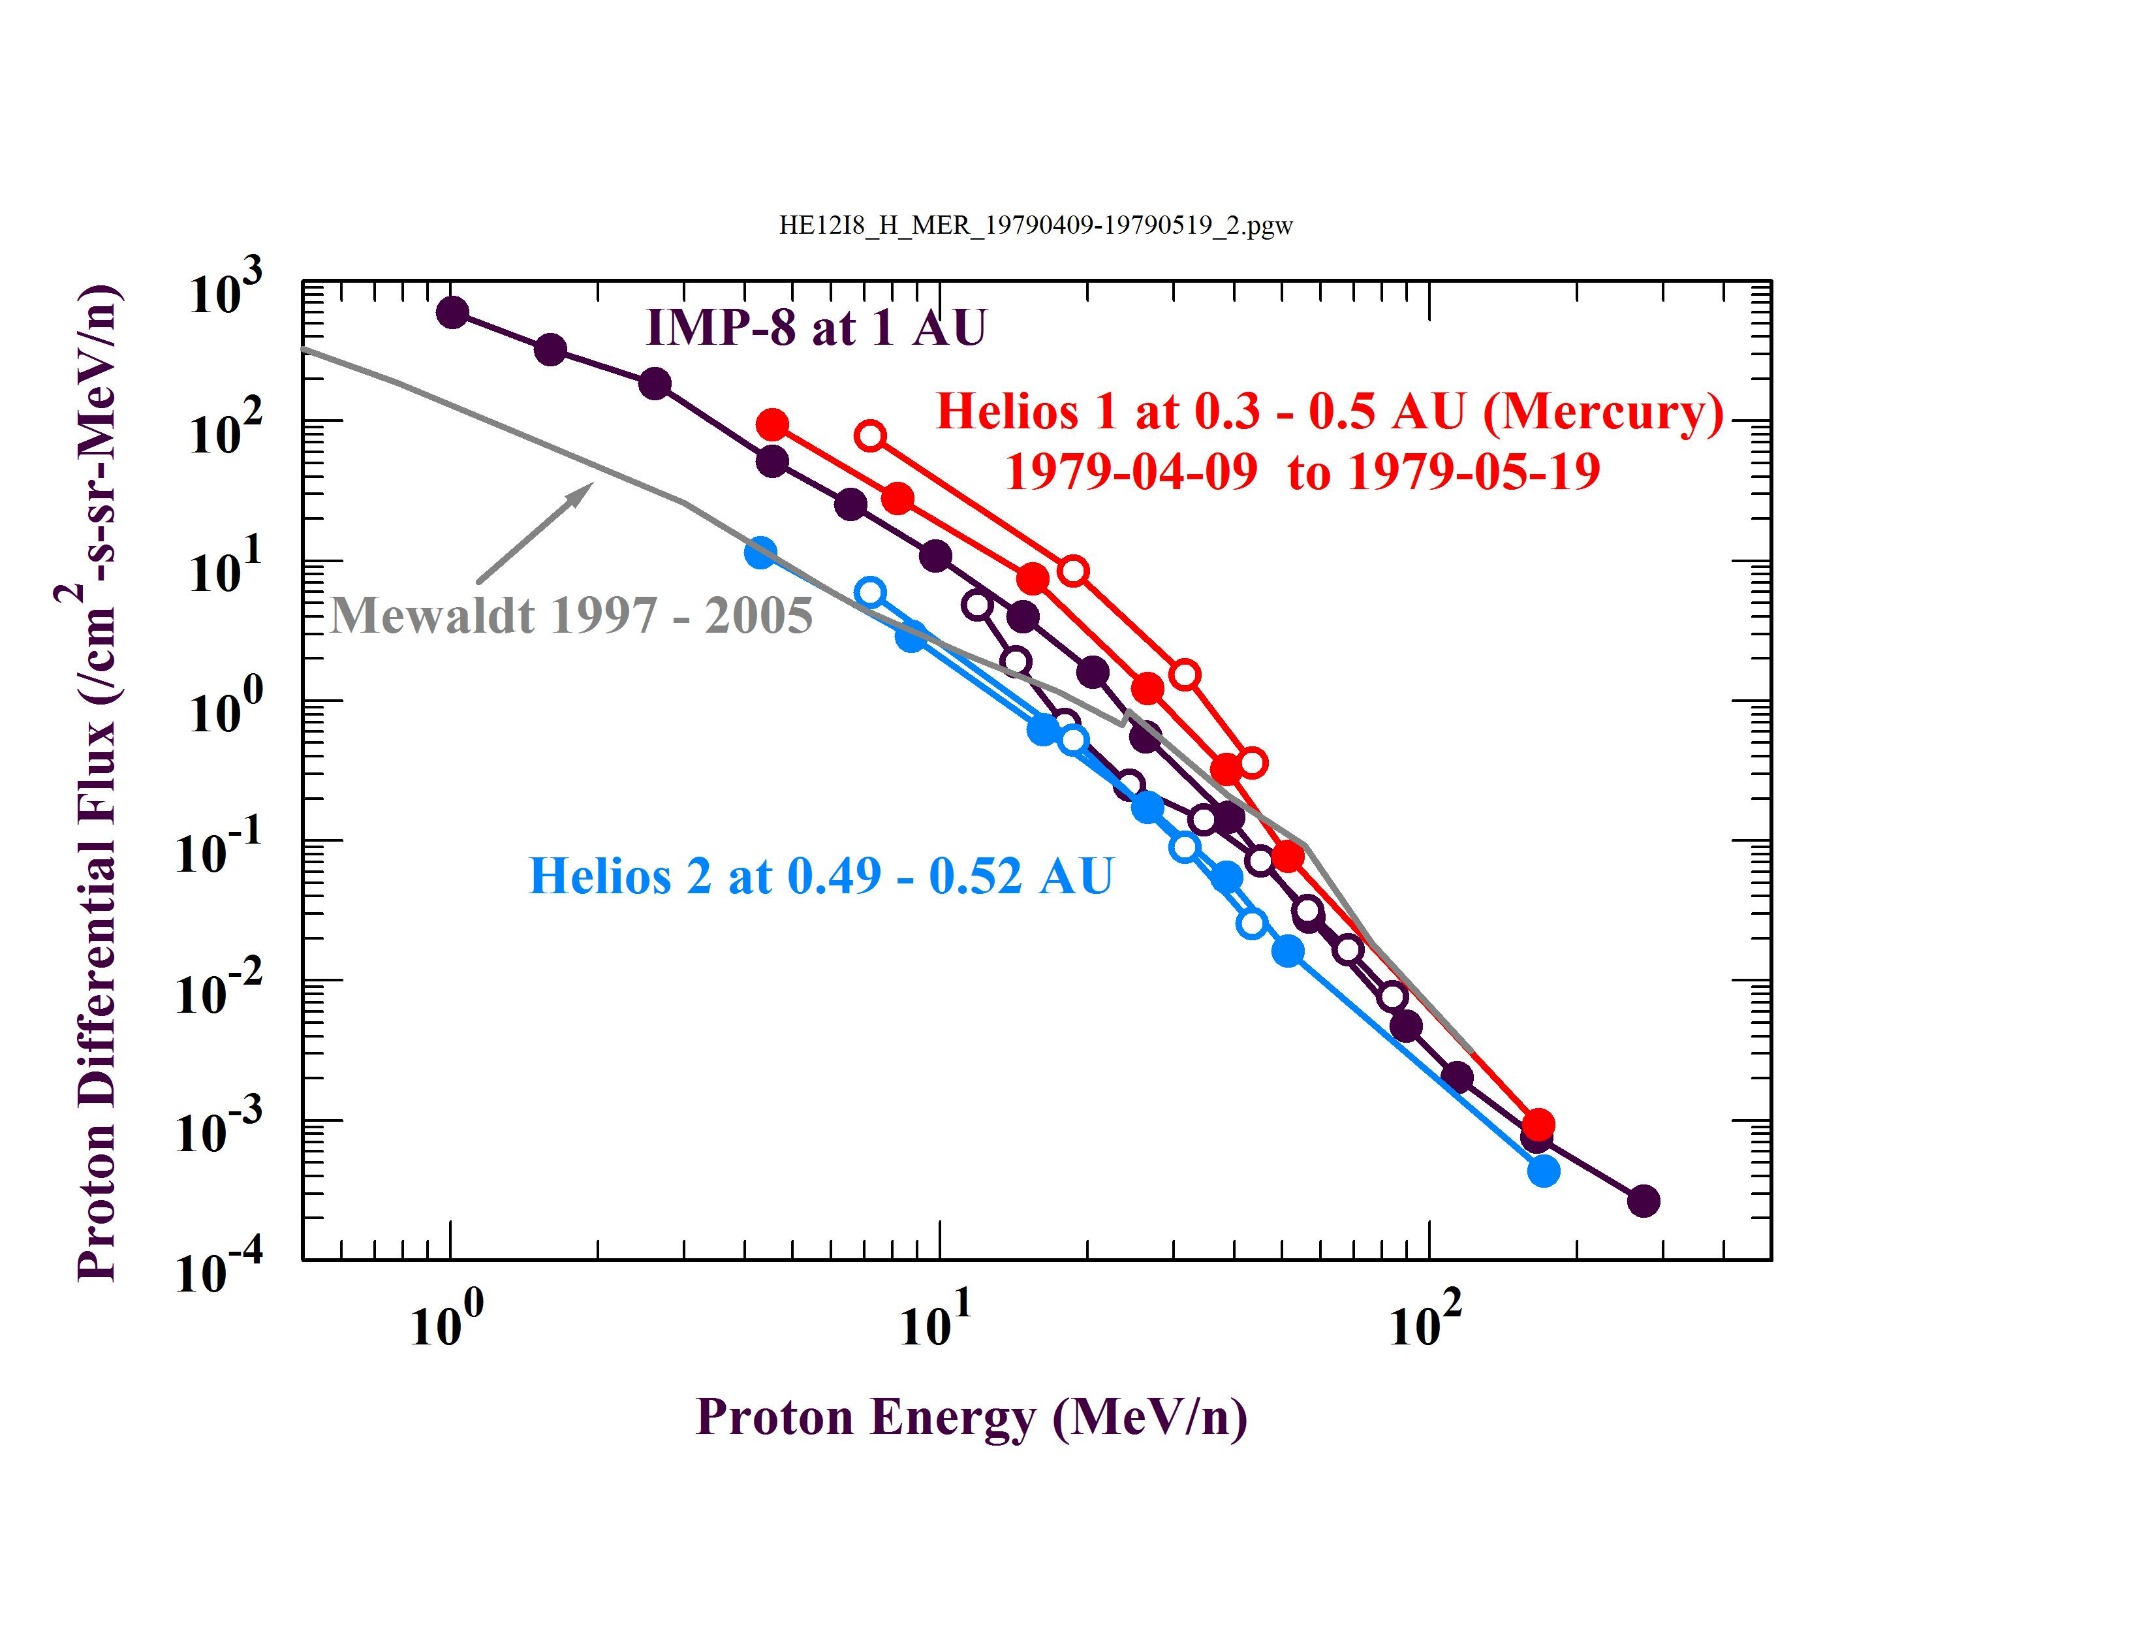 HE12I8_H_MER_19790409-19790519_2.pgw
Proton Differential Flux (/cm2-s-sr-MeV/n)
10^3
10^2
10^1
10^0
10^-1
10^-2
10^-3
10^-4
IMP-8 at 1 AU
Helios 1 at 0.3 - 0.5 AU (Mercury)
1979-04-09 to 1979-05-19
Mewaldt 1997 - 2005
Helios 2 at 0.49 - 0.52 AU
10^0 10^1 10^2
Proton Energy (MeV/n)